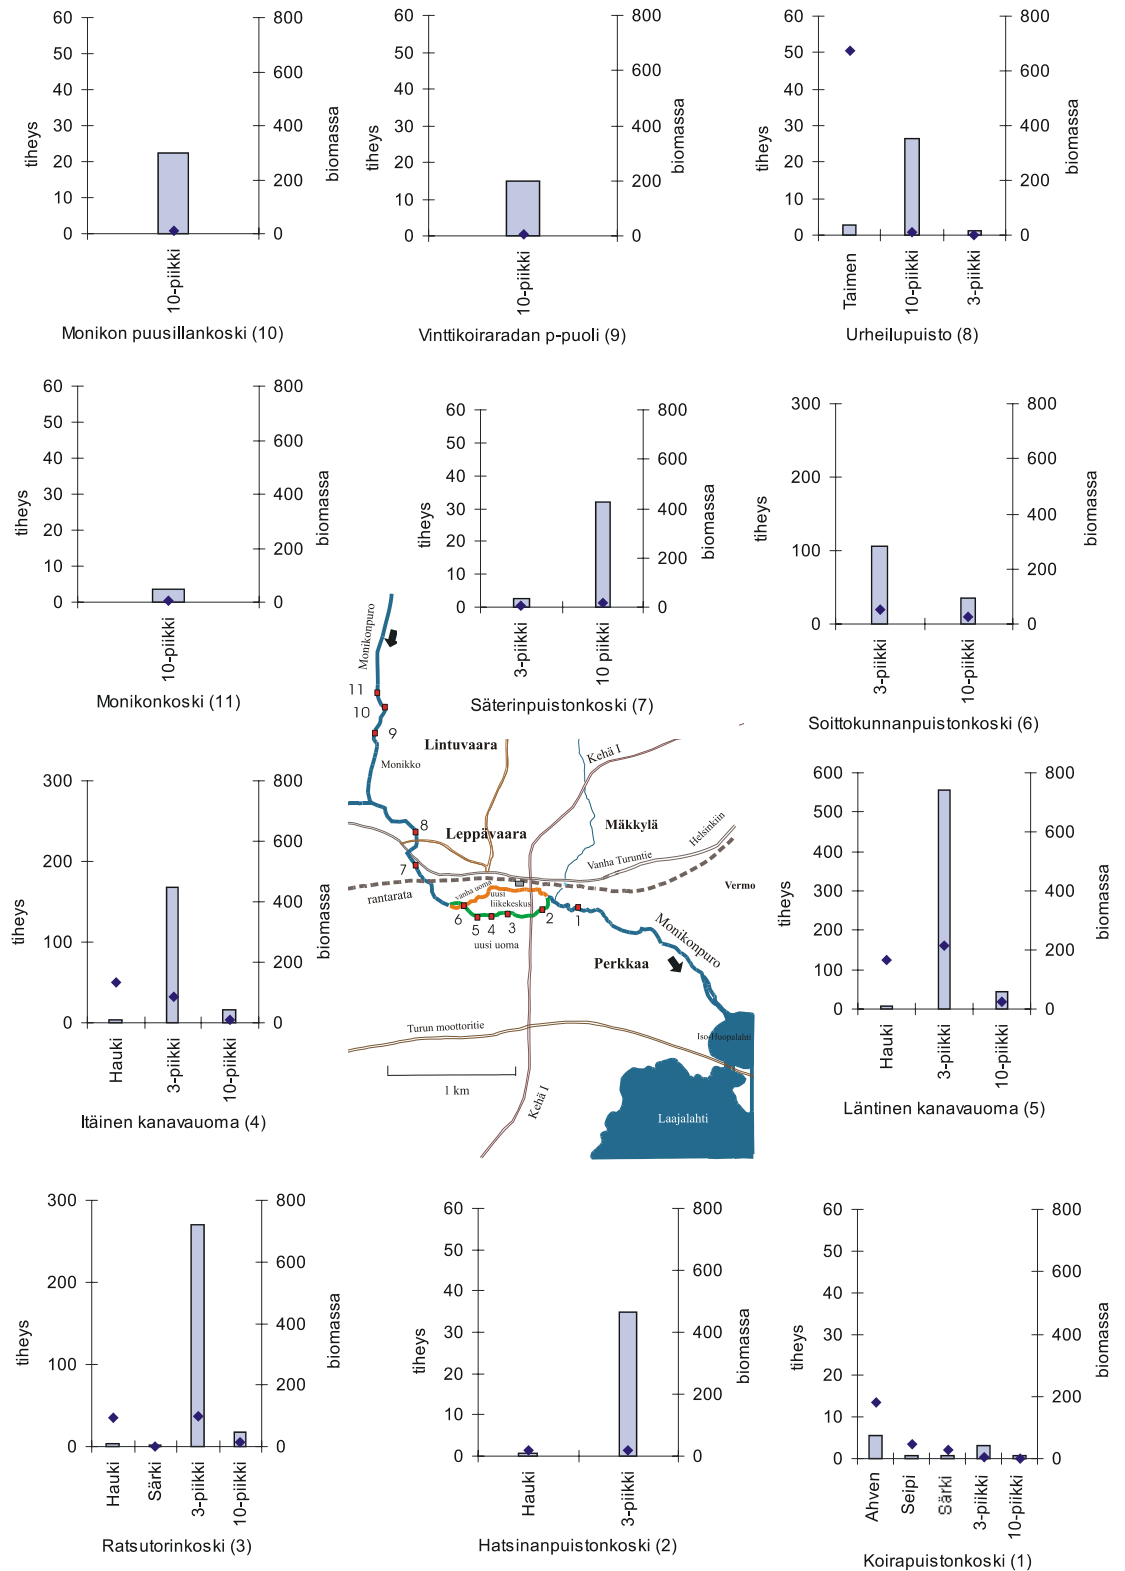 60
50
40
30
20
10
0
800
600
400
200
0
tiheys
biomassa
10-piikki
Monikon puusillankoski (10)
60
50
40
30
20
10
0
800
600
400
200
0
tiheys
biomassa
10-piikki
Vinttikoiraradan p-puoli (9)
60
50
40
30
20
10
0
800
600
400
200
0
tiheys
biomassa
Taimen
10-piikki
3-piikki
Urheilupuisto (8)
60
50
40
30
20
10
0
800
600
400
200
0
tiheys
biomassa
10-piikki
Monikonkoski (11)
60
50
40
30
20
10
0
800
600
400
200
0
tiheys
biomassa
3-piikki
10 piikki
Säterinpuistonkoski (7)
300
200
100
0
800
600
400
200
0
tiheys
biomassa
3-piikki
10-piikki
Soittokunnanpuistonkoski (6)
Monikonpuro
11
10
9
Lintuvaara
Kehä I
Monikko
8
Leppävaara
Mäkkylä
Helsinkiin
Vanha Turuntie
7
rantarata
vanha uoma
uusi
liikekeskus
Vermo
6
5
4
3
2
1
uusi uoma
Monikonpuro
Perkkaa
Turun moottoritie
Iso-Huopalahti
1 km
Kehä I
Laajalahti
300
200
100
0
800
600
400
200
0
tiheys
biomassa
Hauki
3-piikki
10-piikki
Itäinen kanavauoma (4)
600
500
400
300
200
100
0
800
600
400
200
0
tiheys
biomassa
Hauki
3-piikki
10-piikki
Läntinen kanavauoma (5)
300
200
100
0
800
600
400
200
0
tiheys
biomassa
Hauki
Särki
3-piikki
10-piikki
Ratsutorinkoski (3)
60
50
40
30
20
10
0
800
600
400
200
0
tiheys
biomassa
Hauki
3-piikki
Hatsinanpuistonkoski (2)
60
50
40
30
20
10
0
800
600
400
200
0
tiheys
biomassa
Ahven
Seipi
Särki
3-piikki
10-piikki
Koirapuistonkoski (1)